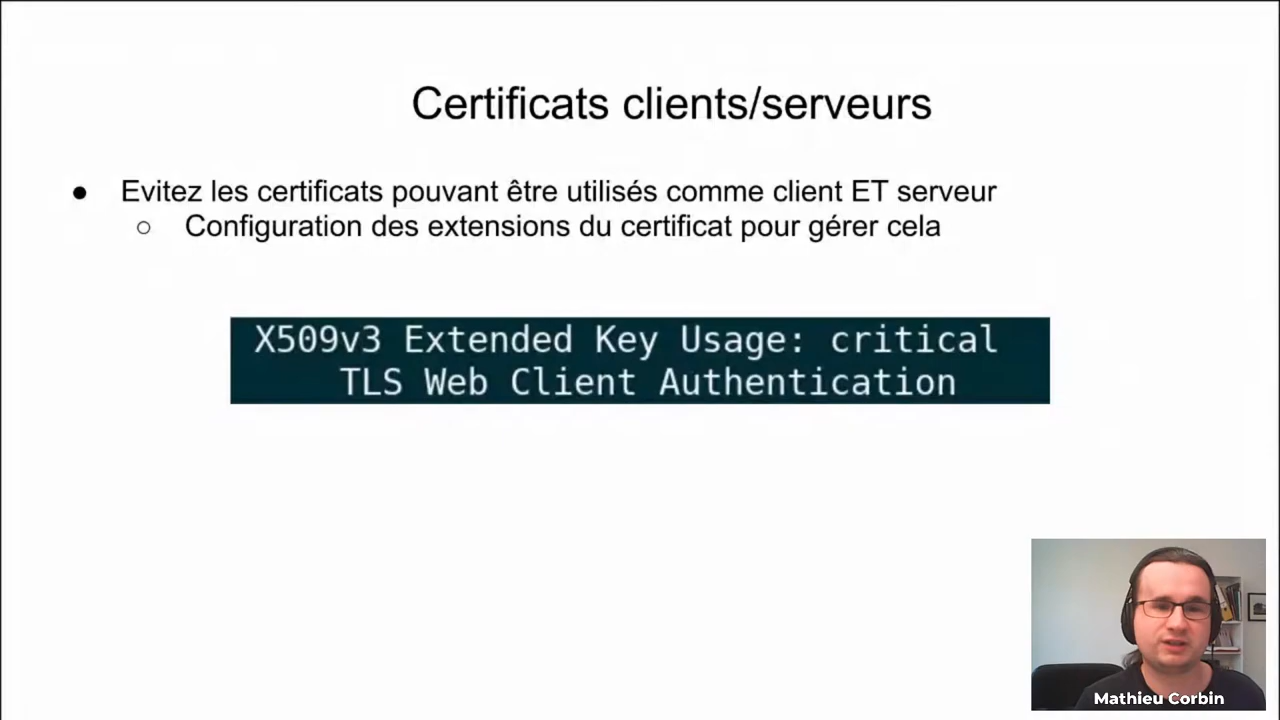 Certificats clients/serveurs
● Evitez les certificats pouvant être utilisés comme client ET serveur
○ Configuration des extensions du certificat pour gérer cela
X509v3 Extended Key Usage: critical
TLS Web Client Authentication
Mathieu Corbin